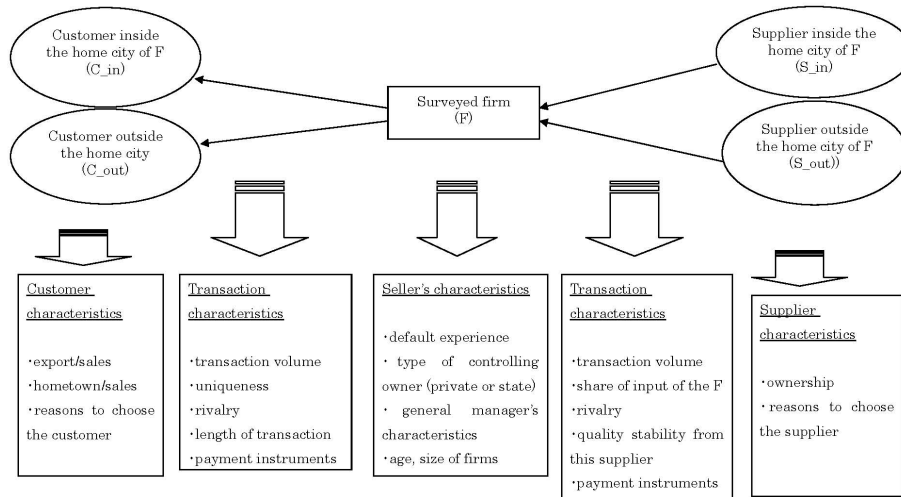 Customer inside
the home city of F
(C_in)
Customer outside
the home city
(C_out)
Surveyed firm
(F)
Supplier inside the
home city of F
(S_in)
Supplier outside
the home city of F
(S_out))
Customer
characteristics
・export/sales
・hometown/sales
・reasons to choose
the customer
Transaction
characteristics
・transaction volume
・uniqueness
・rivalry
・length of transaction
・payment instruments
Seller's characteristics
・default experience
・type of controlling
owner (private or state)
・general manager's
characteristics
・age, size of firms
Transaction
characteristics
・transaction volume
・share of input of the F
・rivalry
・quality stability from
this supplier
・payment instruments
Supplier
characteristics
・ownership
・reasons to choose
the supplier